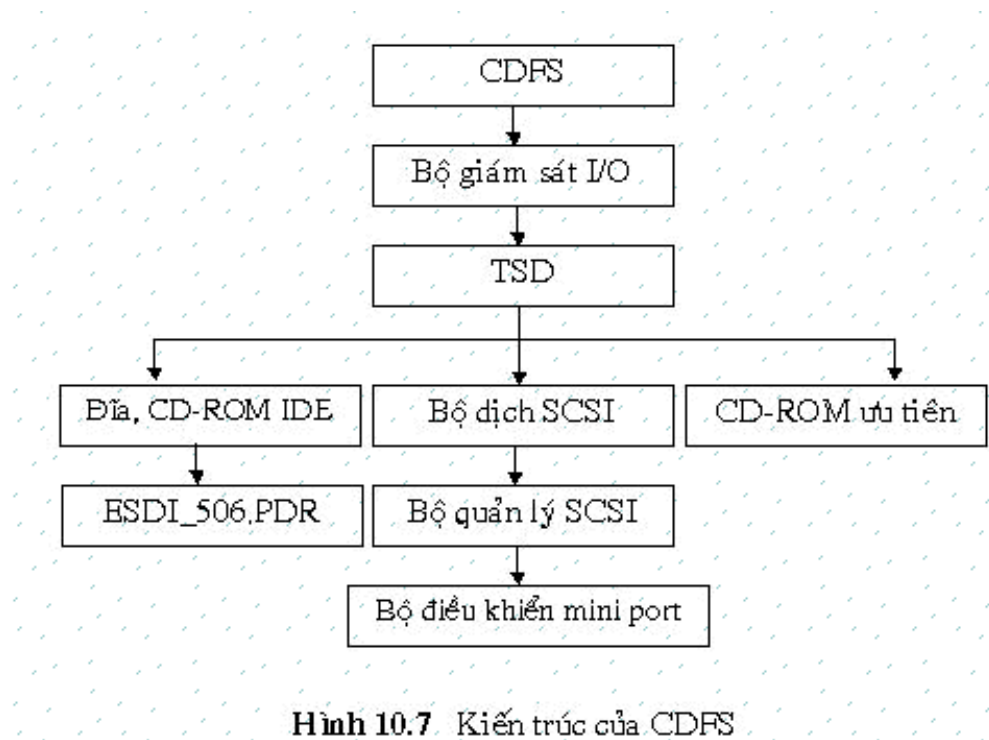 CDFS
Bộ giám sát I/O
TSD
Đĩa, CD-ROM IDE
Bộ dịch SCSI
CD-ROM ưu tiên
ESDI_506.PDR
Bộ quản lý SCSI
Bộ điều khiển mini port
Hình 10.7 Kiến trúc của CDFS